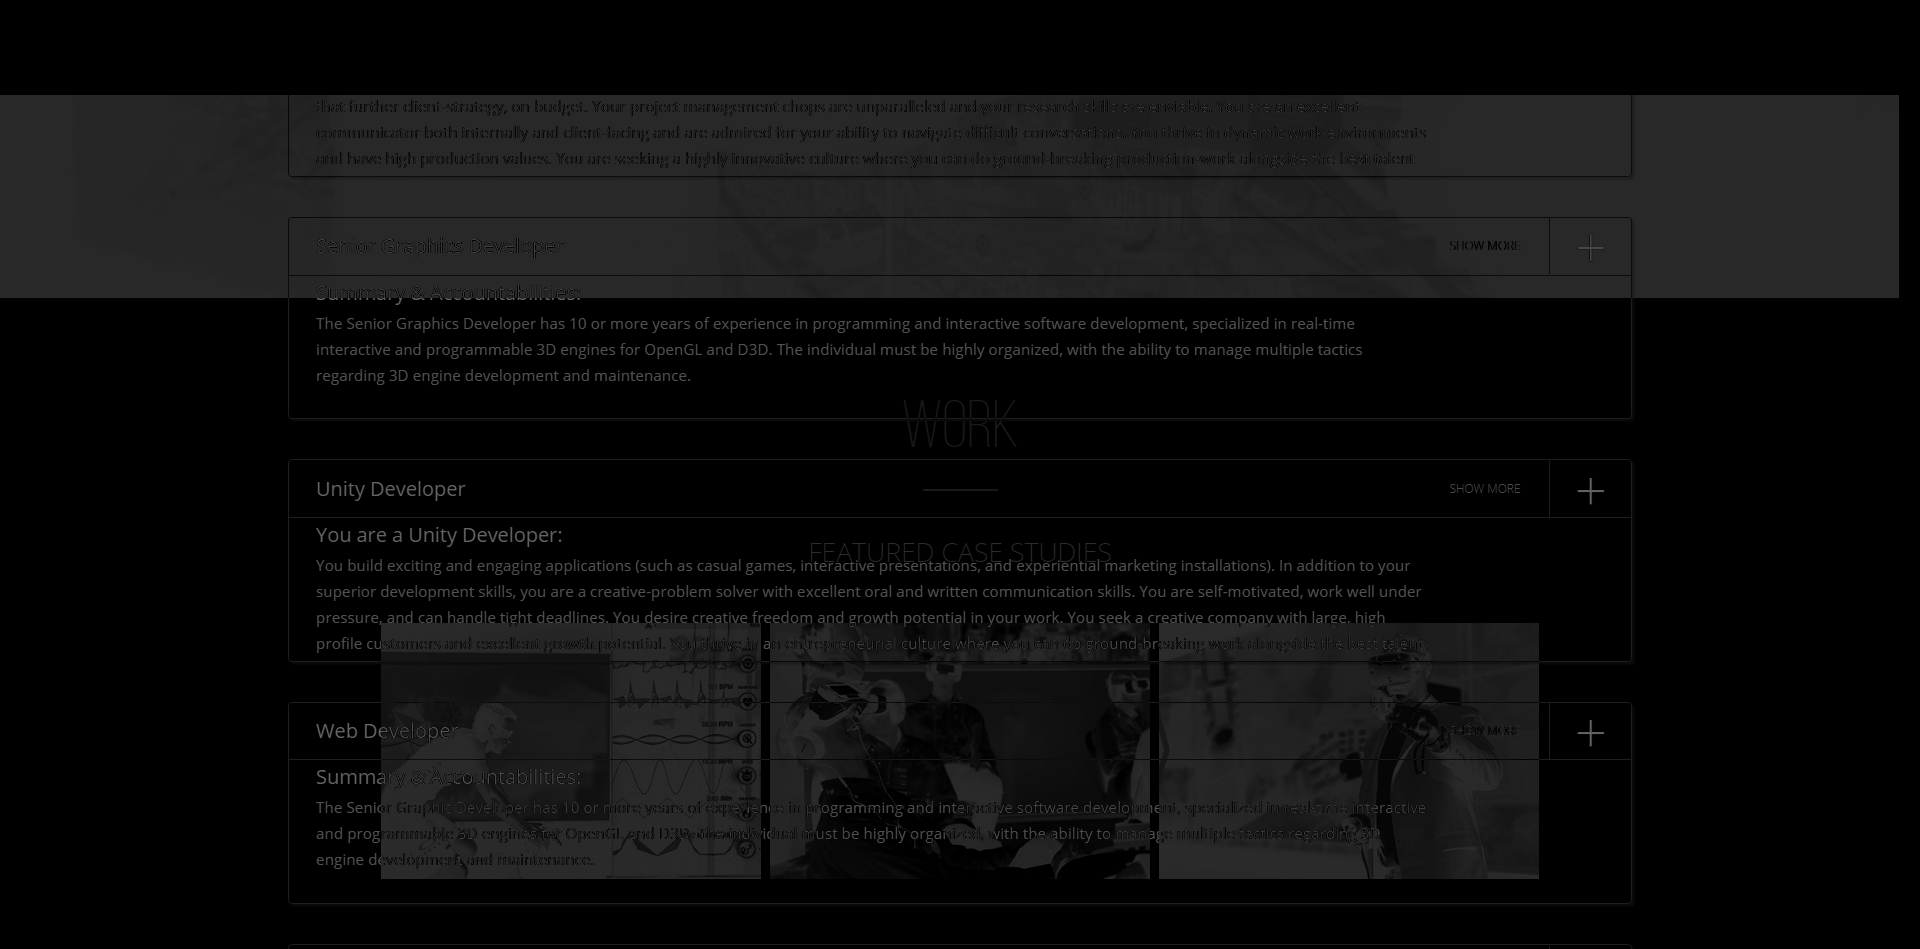 that further client-strategy, on budget. Your project management chops are unparalleled and your research skills are enviable. You are an excellent
communicator both internally and client-facing and are admired for your ability to navigate difficult conversations. You thrive in dynamic work environments
and have high production values. You are seeking a highly innovative culture where you can do ground-breaking production work alongside the best talent
Senior Graphics Developer
SHOW MORE
Summary & Accountabilities:
The Senior Graphics Developer has 10 or more years of experience in programming and interactive software development, specialized in real-time
interactive and programmable 3D engines for OpenGL and D3D. The individual must be highly organized, with the ability to manage multiple tactics
regarding 3D engine development and maintenance.
WORK
Unity Developer
SHOW MORE
You are a Unity Developer:
FEATURED CASE STUDIES
You build exciting and engaging applications (such as casual games, interactive presentations, and experiential marketing installations). In addition to your
superior development skills, you are a creative-problem solver with excellent oral and written communication skills. You are self-motivated, work well under
pressure, and can handle tight deadlines. You desire creative freedom and growth potential in your work. You seek a creative company with large, high
profile customers and excellent growth potential. You thrive in an entrepreneurial culture where you can do ground-breaking work alongside the best talent
Web Developer
SHOW MORE
Summary & Accountabilities:
The Senior Graphic Developer has 10 or more years of experience in programming and interactive software development, specialized in real-time interactive
and programmable 3D engines for OpenGL and D3D. The individual must be highly organized, with the ability to manage multiple tactics regarding 3D
engine development and maintenance.